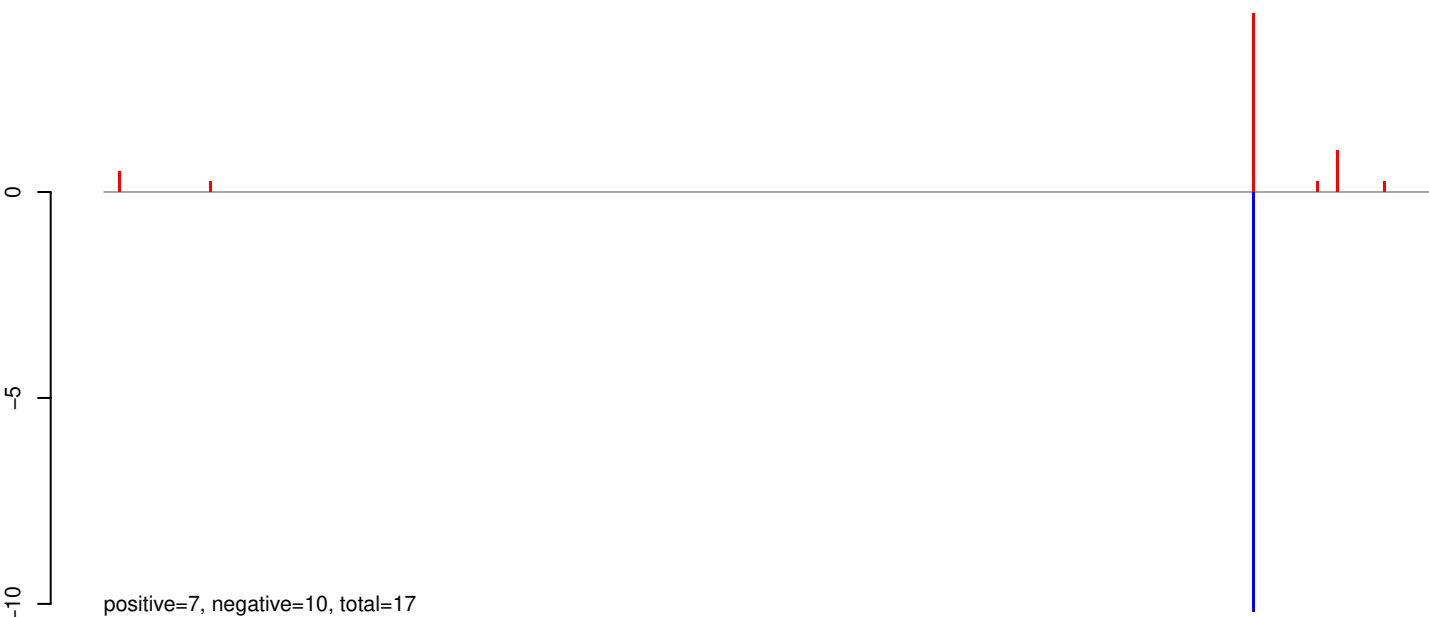 0
−5
−10
positive=7, negative=10, total=17